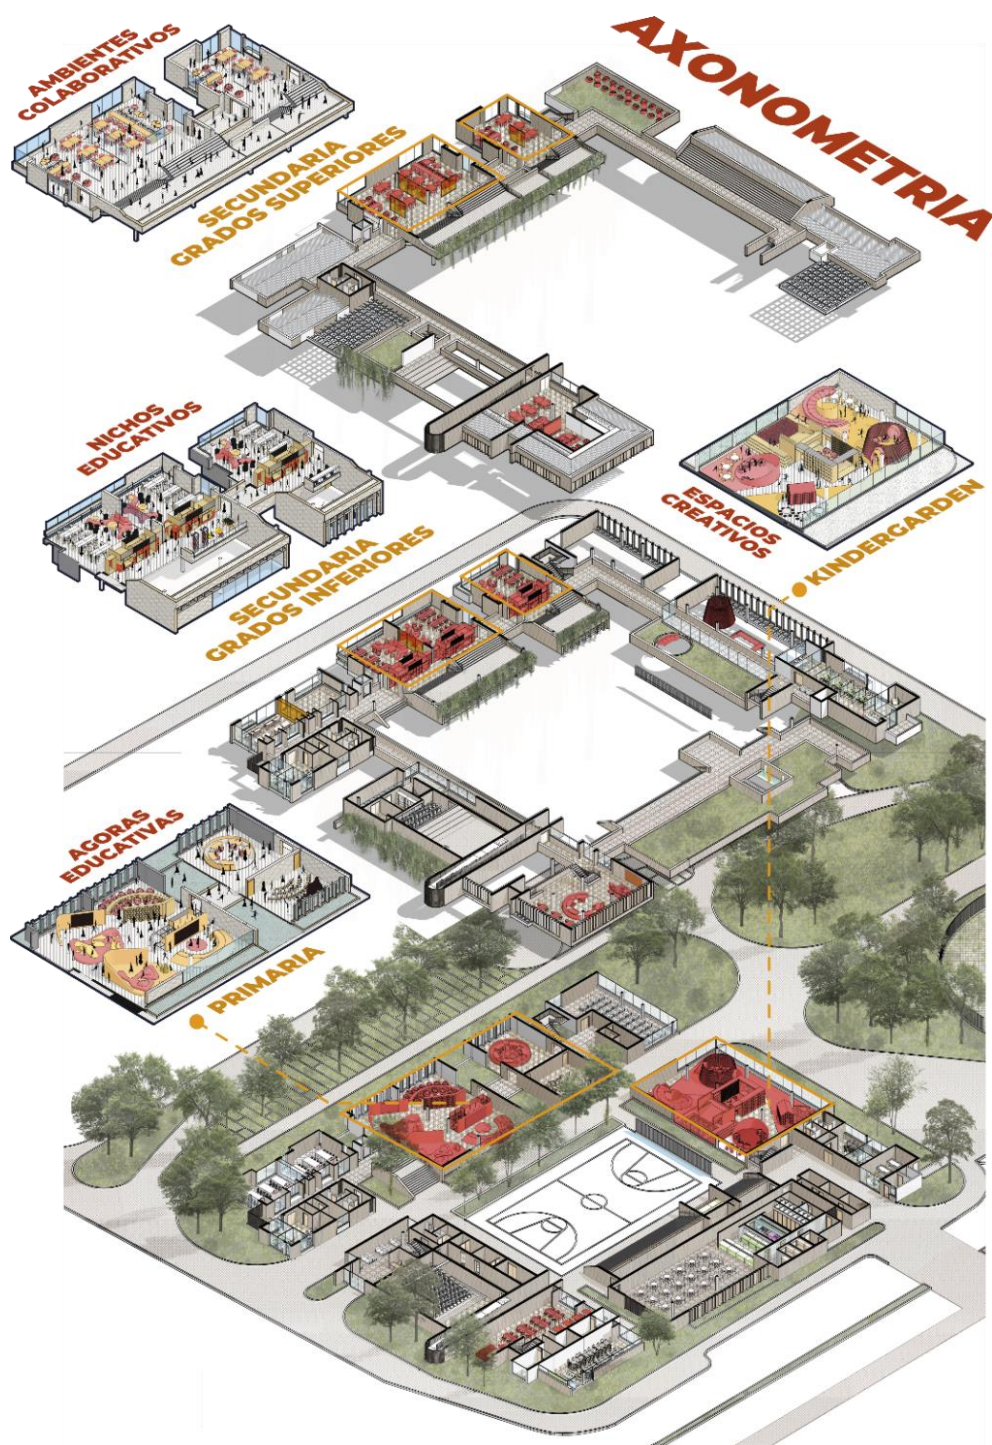 AXONOMETRIA
AMBIENTES
COLABORATIVOS
SECUNDARIA
GRADOS SUPERIORES
NICHOS
EDUCATIVOS
SECUNDARIA
GRADOS INFERIORES
ESPACIOS
CREATIVOS
KINDERGARDEN
AGORAS
EDUCATIVAS
PRIMARIA